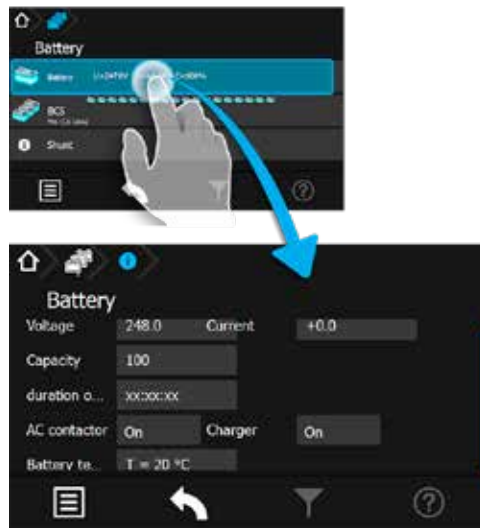 Battery
Battery
BCS
Shunt
Battery
Voltage 248.0 Current +0.0
Capacity 100
duration o... xx:xx:xx
AC contactor On Charger On
Battery te... T = 20 °C